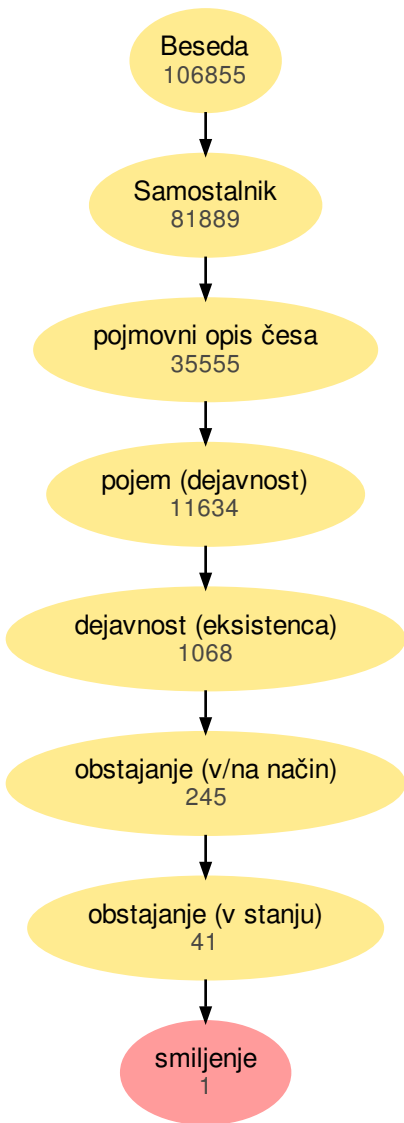 Beseda
106855
Samostalnik
81889
pojmovni opis česa
35555
pojem (dejavnost)
11634
dejavnost (eksistenca)
1068
obstajanje (v/na način)
245
obstajanje (v stanju)
41
smiljenje
1